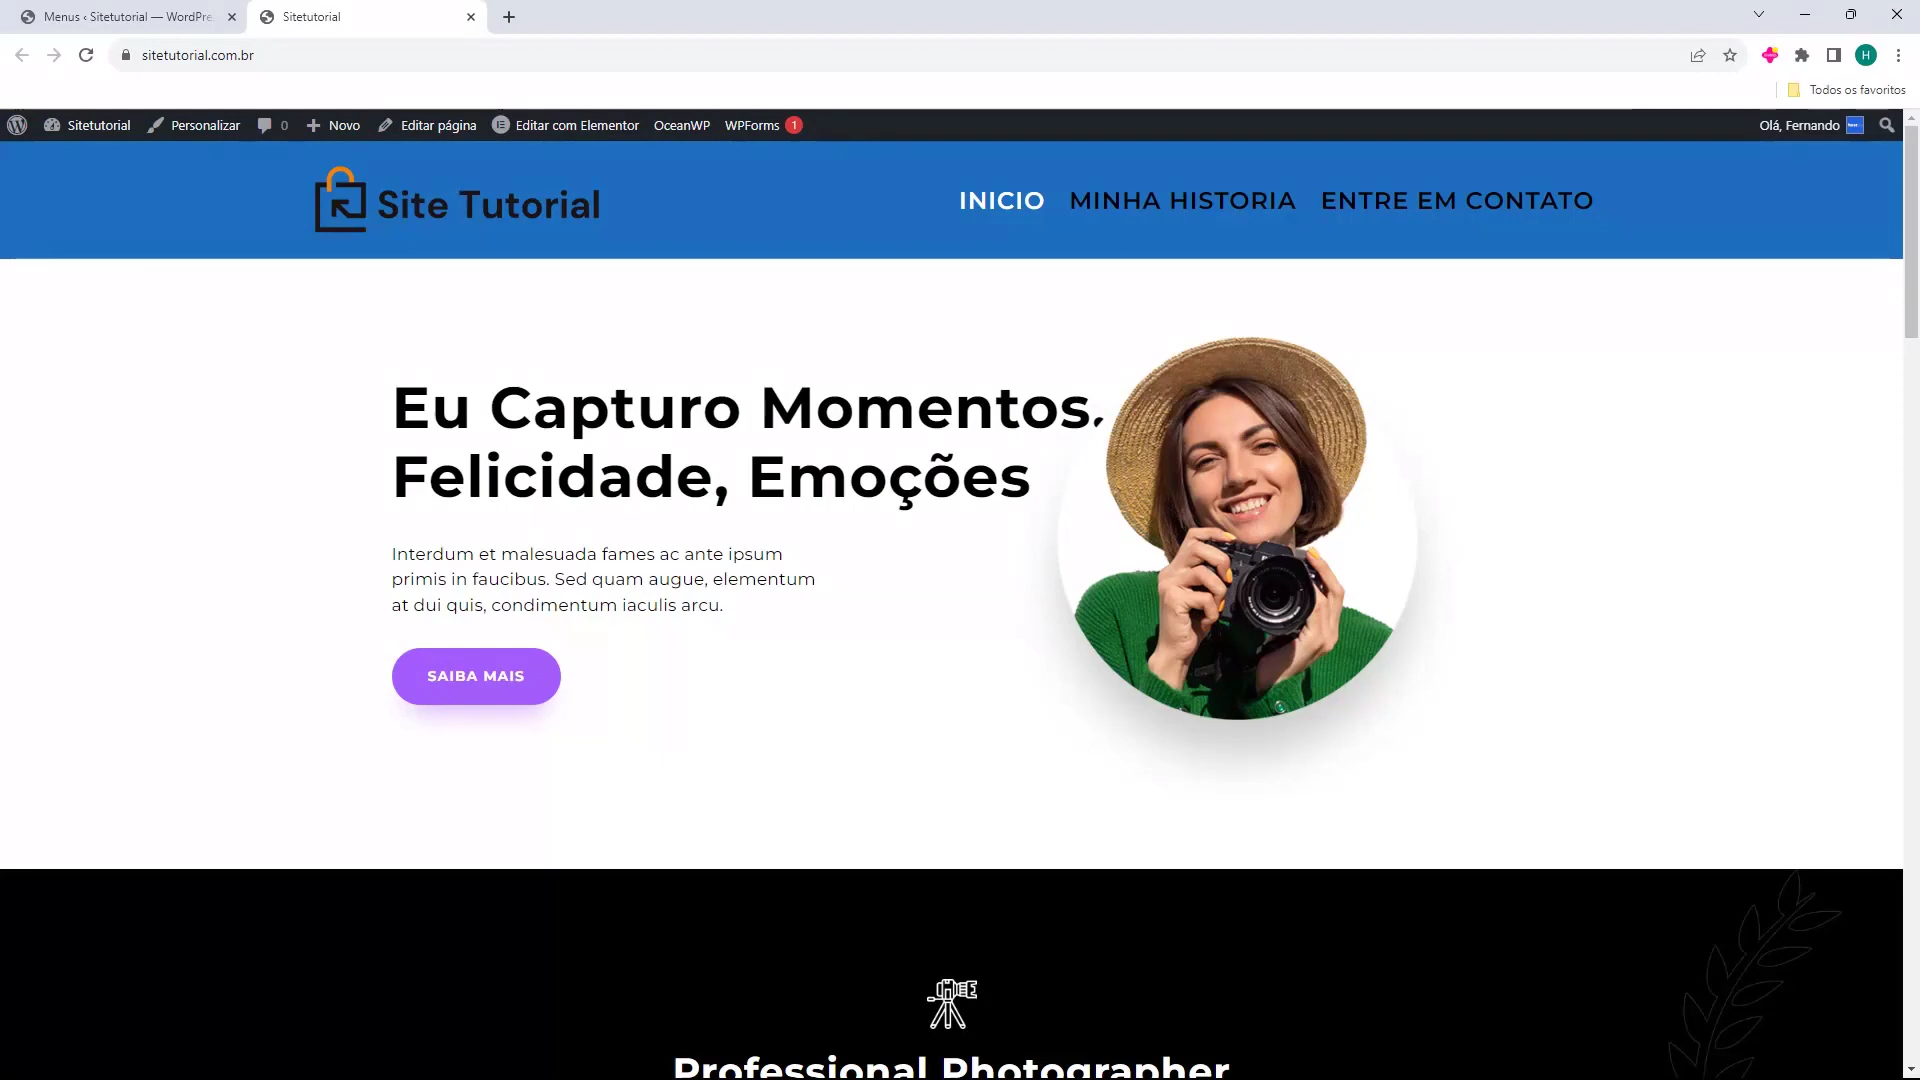 Menus ‹ Sitetutorial — WordPre
Sitetutorial
sitetutorial.com.br
H
Todos os favoritos
Sitetutorial Personalizar 0 Novo Editar página Editar com Elementor OceanWP WPForms 1 Olá, Fernando
Site Tutorial
INICIO MINHA HISTORIA ENTRE EM CONTATO
Eu Capturo Momentos,
Felicidade, Emoções
Interdum et malesuada fames ac ante ipsum
primis in faucibus. Sed quam augue, elementum
at dui quis, condimentum iaculis arcu.
SAIBA MAIS
Professional Photographer